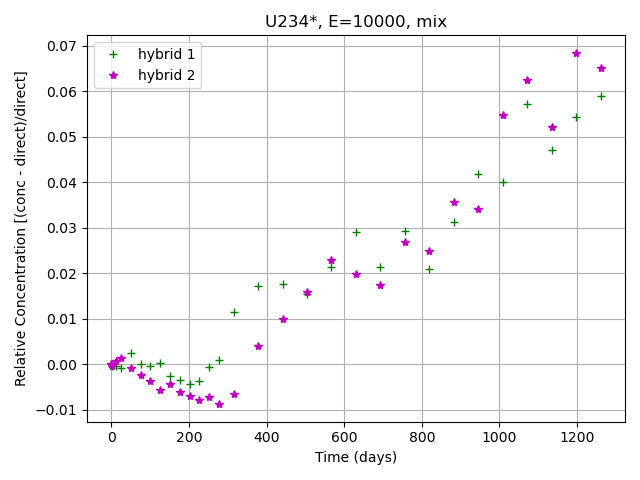 U234*, E=10000, mix
hybrid 1
hybrid 2
Relative Concentration [(conc - direct)/direct]
0.07
0.06
0.05
0.04
0.03
0.02
0.01
0.00
−0.01
0 200 400 600 800 1000 1200
Time (days)